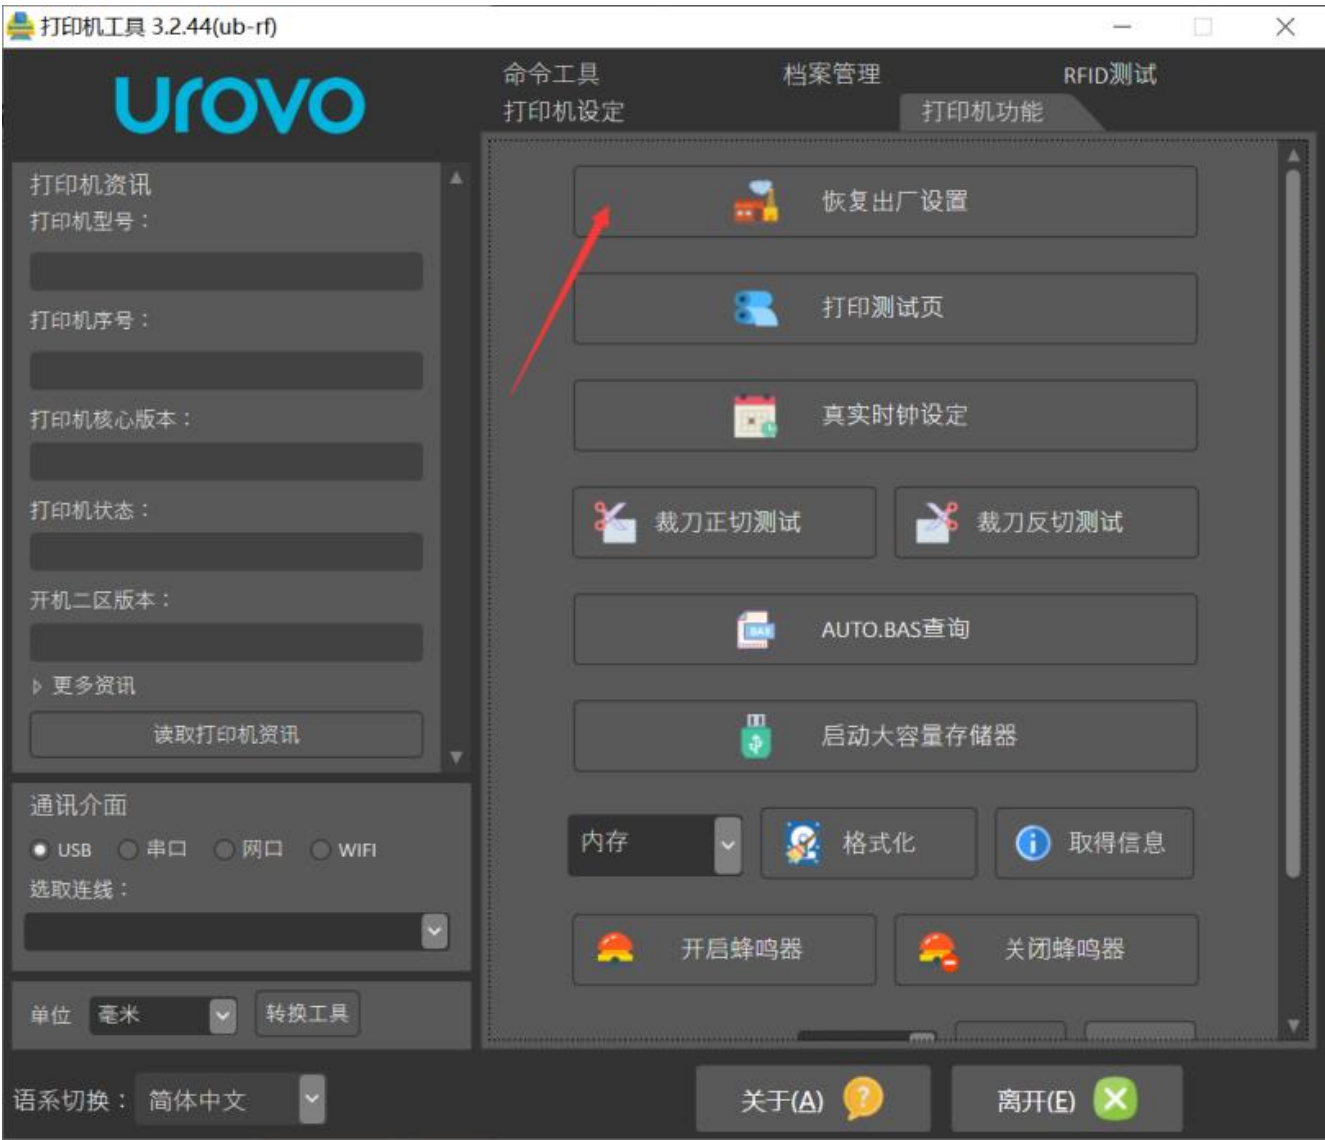 打印机工具 3.2.44(ub-rf)
urovo
命令工具
档案管理
RFID测试
打印机设定
打印机功能
打印机资讯
打印机型号：
打印机序号：
打印机核心版本：
打印机状态：
开机二区版本：
更多资讯
读取打印机资讯
通讯介面
USB
串口
网口
WIFI
选取连线：
单位
毫米
转换工具
语系切换：
简体中文
恢复出厂设置
打印测试页
真实时钟设定
裁刀正切测试
裁刀反切测试
BAS
AUTO.BAS查询
启动大容量存储器
内存
格式化
取得信息
开启蜂鸣器
关闭蜂鸣器
关于(A)
离开(E)